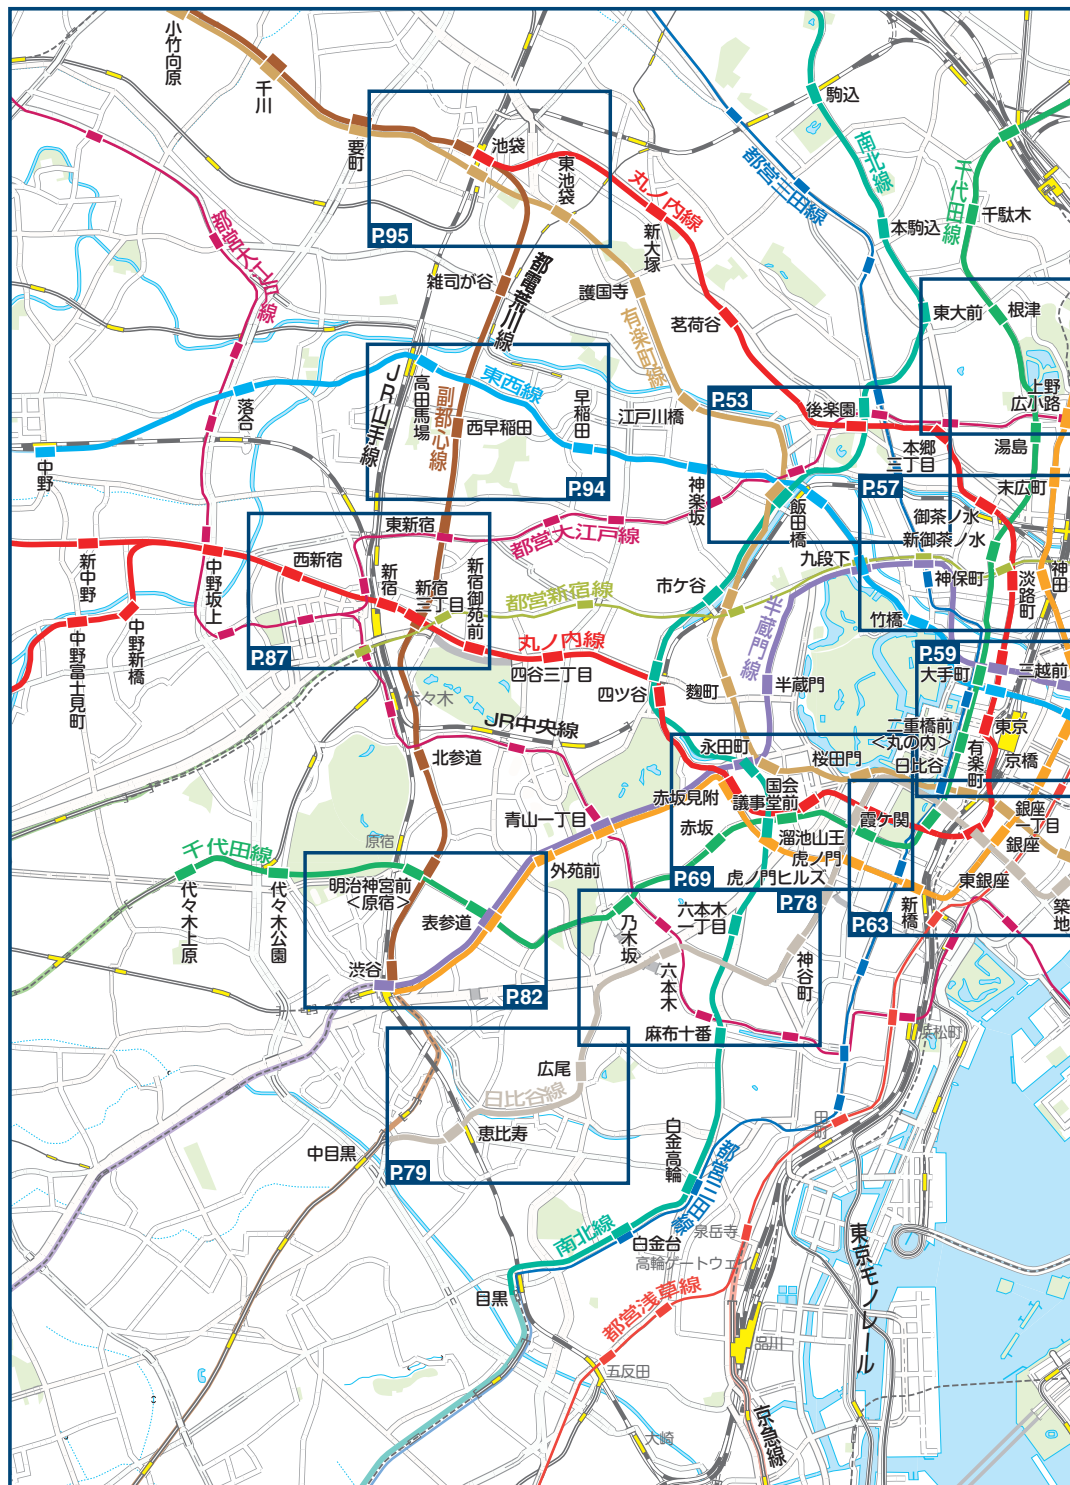 小竹向原
千川
要町
池袋
東池袋
P.95
駒込
南北線
都営三田線
千代田線
千駄木
本駒込
丸ノ内線
新大塚
都営大江戸線
雑司が谷
都電荒川線
護国寺
有楽町線
茗荷谷
東大前
根津
JR山手線
高田馬場
東西線
副都心線
西早稲田
早稲田
江戸川橋
P.53
後楽園
上野広小路
落合
中野
P.94
神楽坂
本郷三丁目
湯島
末広町
P.57
飯田橋
御茶ノ水
新御茶ノ水
東新宿
都営大江戸線
西新宿
新宿
新宿三丁目
新宿御苑前
都営新宿線
市ケ谷
九段下
神保町
淡路町
神田
竹橋
新中野
中野坂上
中野新橋
中野富士見町
P.87
丸ノ内線
四谷三丁目
四ツ谷
麴町
半蔵門線
半蔵門
P.59
大手町
三越前
代々木
JR中央線
二重橋前
<丸の内>
東京
京橋
日比谷
有楽町
北参道
永田町
桜田門
赤坂見附
国会議事堂前
霞ケ関
銀座一丁目
銀座
東銀座
築地
青山一丁目
赤坂
溜池山王
虎ノ門
虎ノ門ヒルズ
P.69
新橋
P.63
P.78
原宿
千代田線
代々木上原
代々木公園
明治神宮前
<原宿>
表参道
外苑前
渋谷
P.82
乃木坂
六本木一丁目
六本木
神谷町
麻布十番
浜松町
広尾
日比谷線
恵比寿
中目黒
P.79
田町
白金高輪
都営三田線
南北線
白金台
泉岳寺
高輪ゲートウェイ
目黒
都営浅草線
東京モノレール
品川
五反田
大崎
京急線